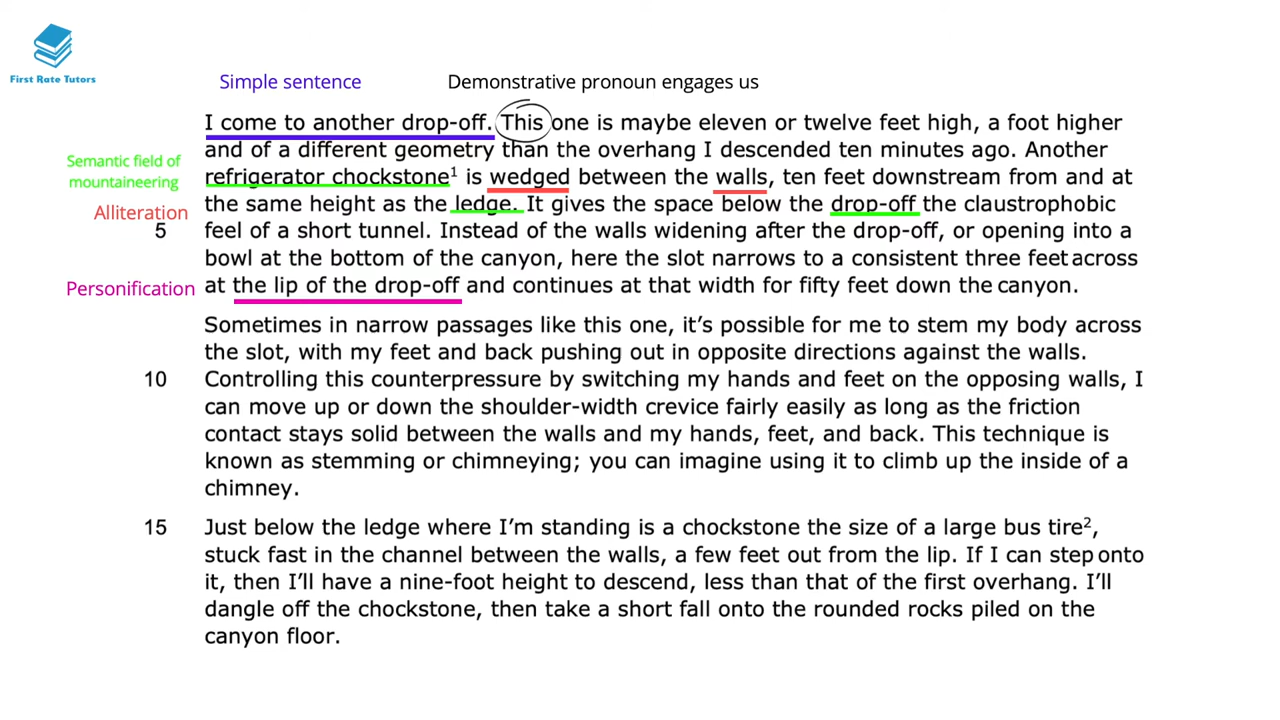 First Rate Tutors
Simple sentence
Demonstrative pronoun engages us
I come to another drop-off. This one is maybe eleven or twelve feet high, a foot higher
and of a different geometry than the overhang I descended ten minutes ago. Another
Semantic field of
mountaineering
refrigerator chockstone¹ is wedged between the walls, ten feet downstream from and at
the same height as the ledge. It gives the space below the drop-off the claustrophobic
Alliteration
5 feel of a short tunnel. Instead of the walls widening after the drop-off, or opening into a
bowl at the bottom of the canyon, here the slot narrows to a consistent three feet across
Personification
at the lip of the drop-off and continues at that width for fifty feet down the canyon.
Sometimes in narrow passages like this one, it's possible for me to stem my body across
the slot, with my feet and back pushing out in opposite directions against the walls.
10 Controlling this counterpressure by switching my hands and feet on the opposing walls, I
can move up or down the shoulder-width crevice fairly easily as long as the friction
contact stays solid between the walls and my hands, feet, and back. This technique is
known as stemming or chimneying; you can imagine using it to climb up the inside of a
chimney.
15 Just below the ledge where I'm standing is a chockstone the size of a large bus tire²,
stuck fast in the channel between the walls, a few feet out from the lip. If I can step onto
it, then I'll have a nine-foot height to descend, less than that of the first overhang. I'll
dangle off the chockstone, then take a short fall onto the rounded rocks piled on the
canyon floor.